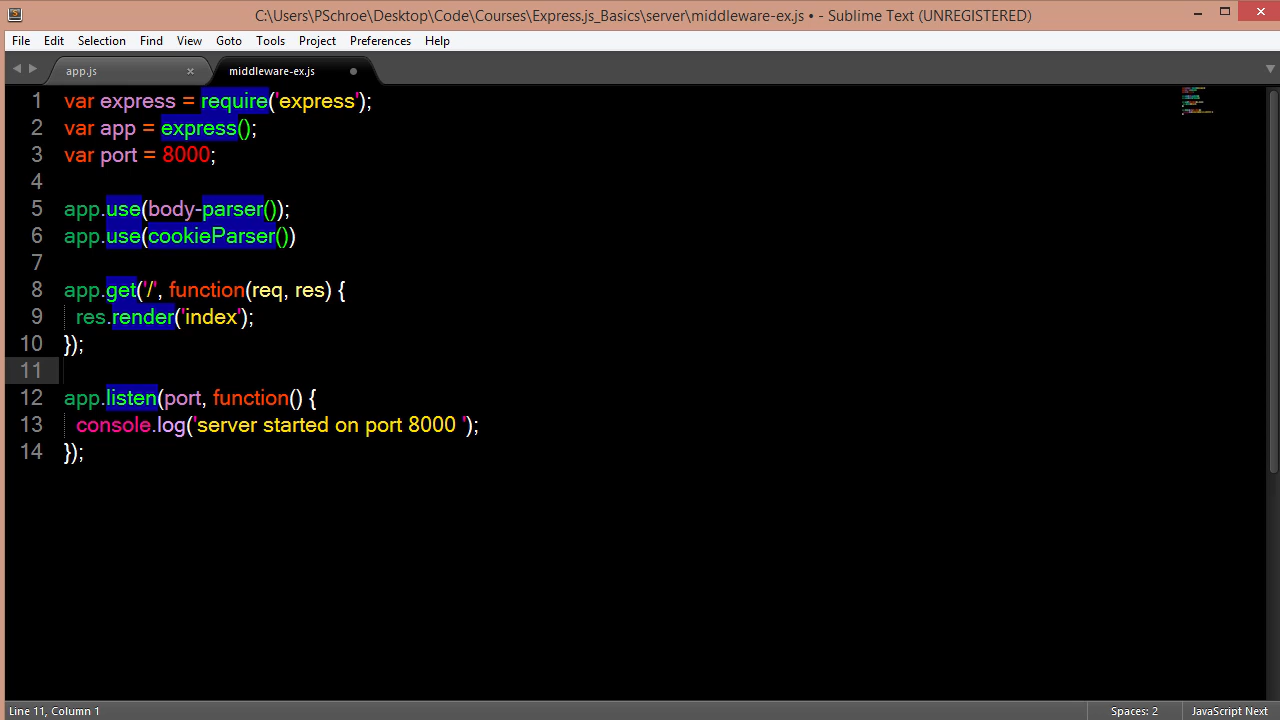 C:\Users\PSchroe\Desktop\Code\Courses\Express.js_Basics\server\middleware-ex.js • - Sublime Text (UNREGISTERED)
File Edit Selection Find View Goto Tools Project Preferences Help
app.js middleware-ex.js
1 var express = require('express');
2 var app = express();
3 var port = 8000;
4
5 app.use(body-parser());
6 app.use(cookieParser())
7
8 app.get('/', function(req, res) {
9 res.render('index');
10 });
11
12 app.listen(port, function() {
13 console.log('server started on port 8000 ');
14 });
Line 11, Column 1 Spaces: 2 JavaScript Next